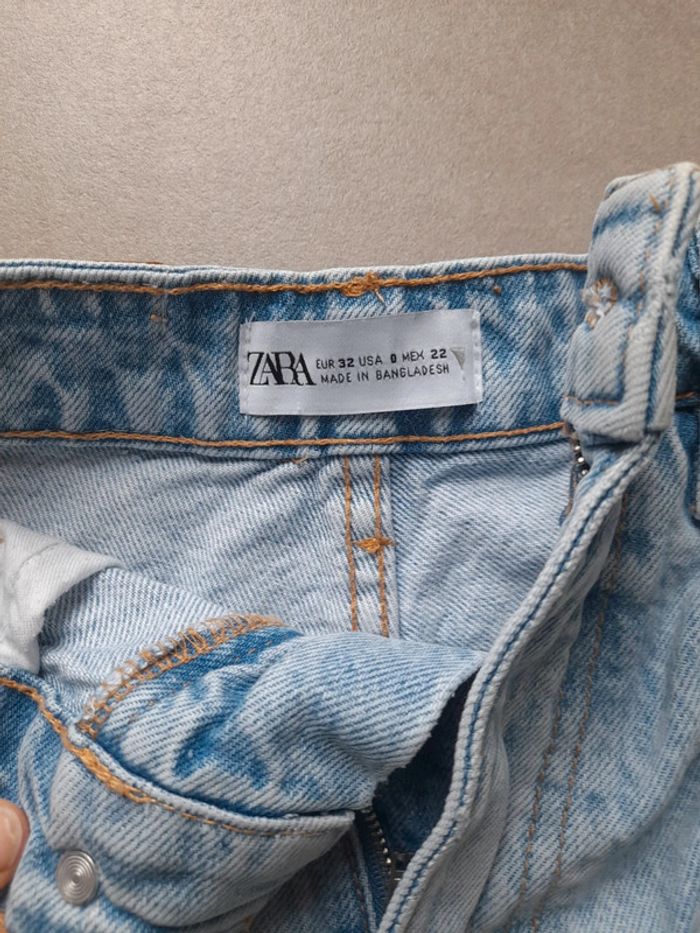 ZARA
EUR 32 USA 0 MEX 22
MADE IN BANGLADESH